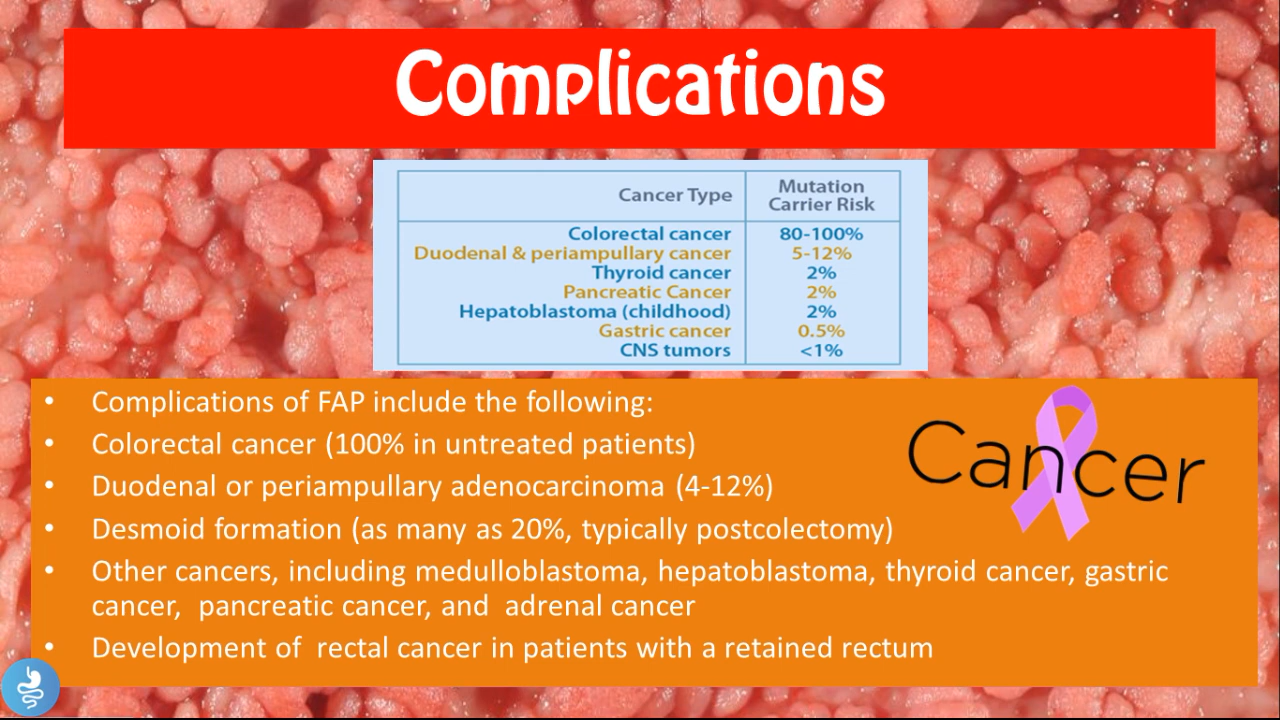 Complications
Cancer Type Mutation
Carrier Risk
Colorectal cancer 80-100%
Duodenal & periampullary cancer 5-12%
Thyroid cancer 2%
Pancreatic Cancer 2%
Hepatoblastoma (childhood) 2%
Gastric cancer 0.5%
CNS tumors <1%
• Complications of FAP include the following:
• Colorectal cancer (100% in untreated patients)
• Duodenal or periampullary adenocarcinoma (4-12%)
• Desmoid formation (as many as 20%, typically postcolectomy)
• Other cancers, including medulloblastoma, hepatoblastoma, thyroid cancer, gastric
cancer, pancreatic cancer, and adrenal cancer
• Development of rectal cancer in patients with a retained rectum
Cancer